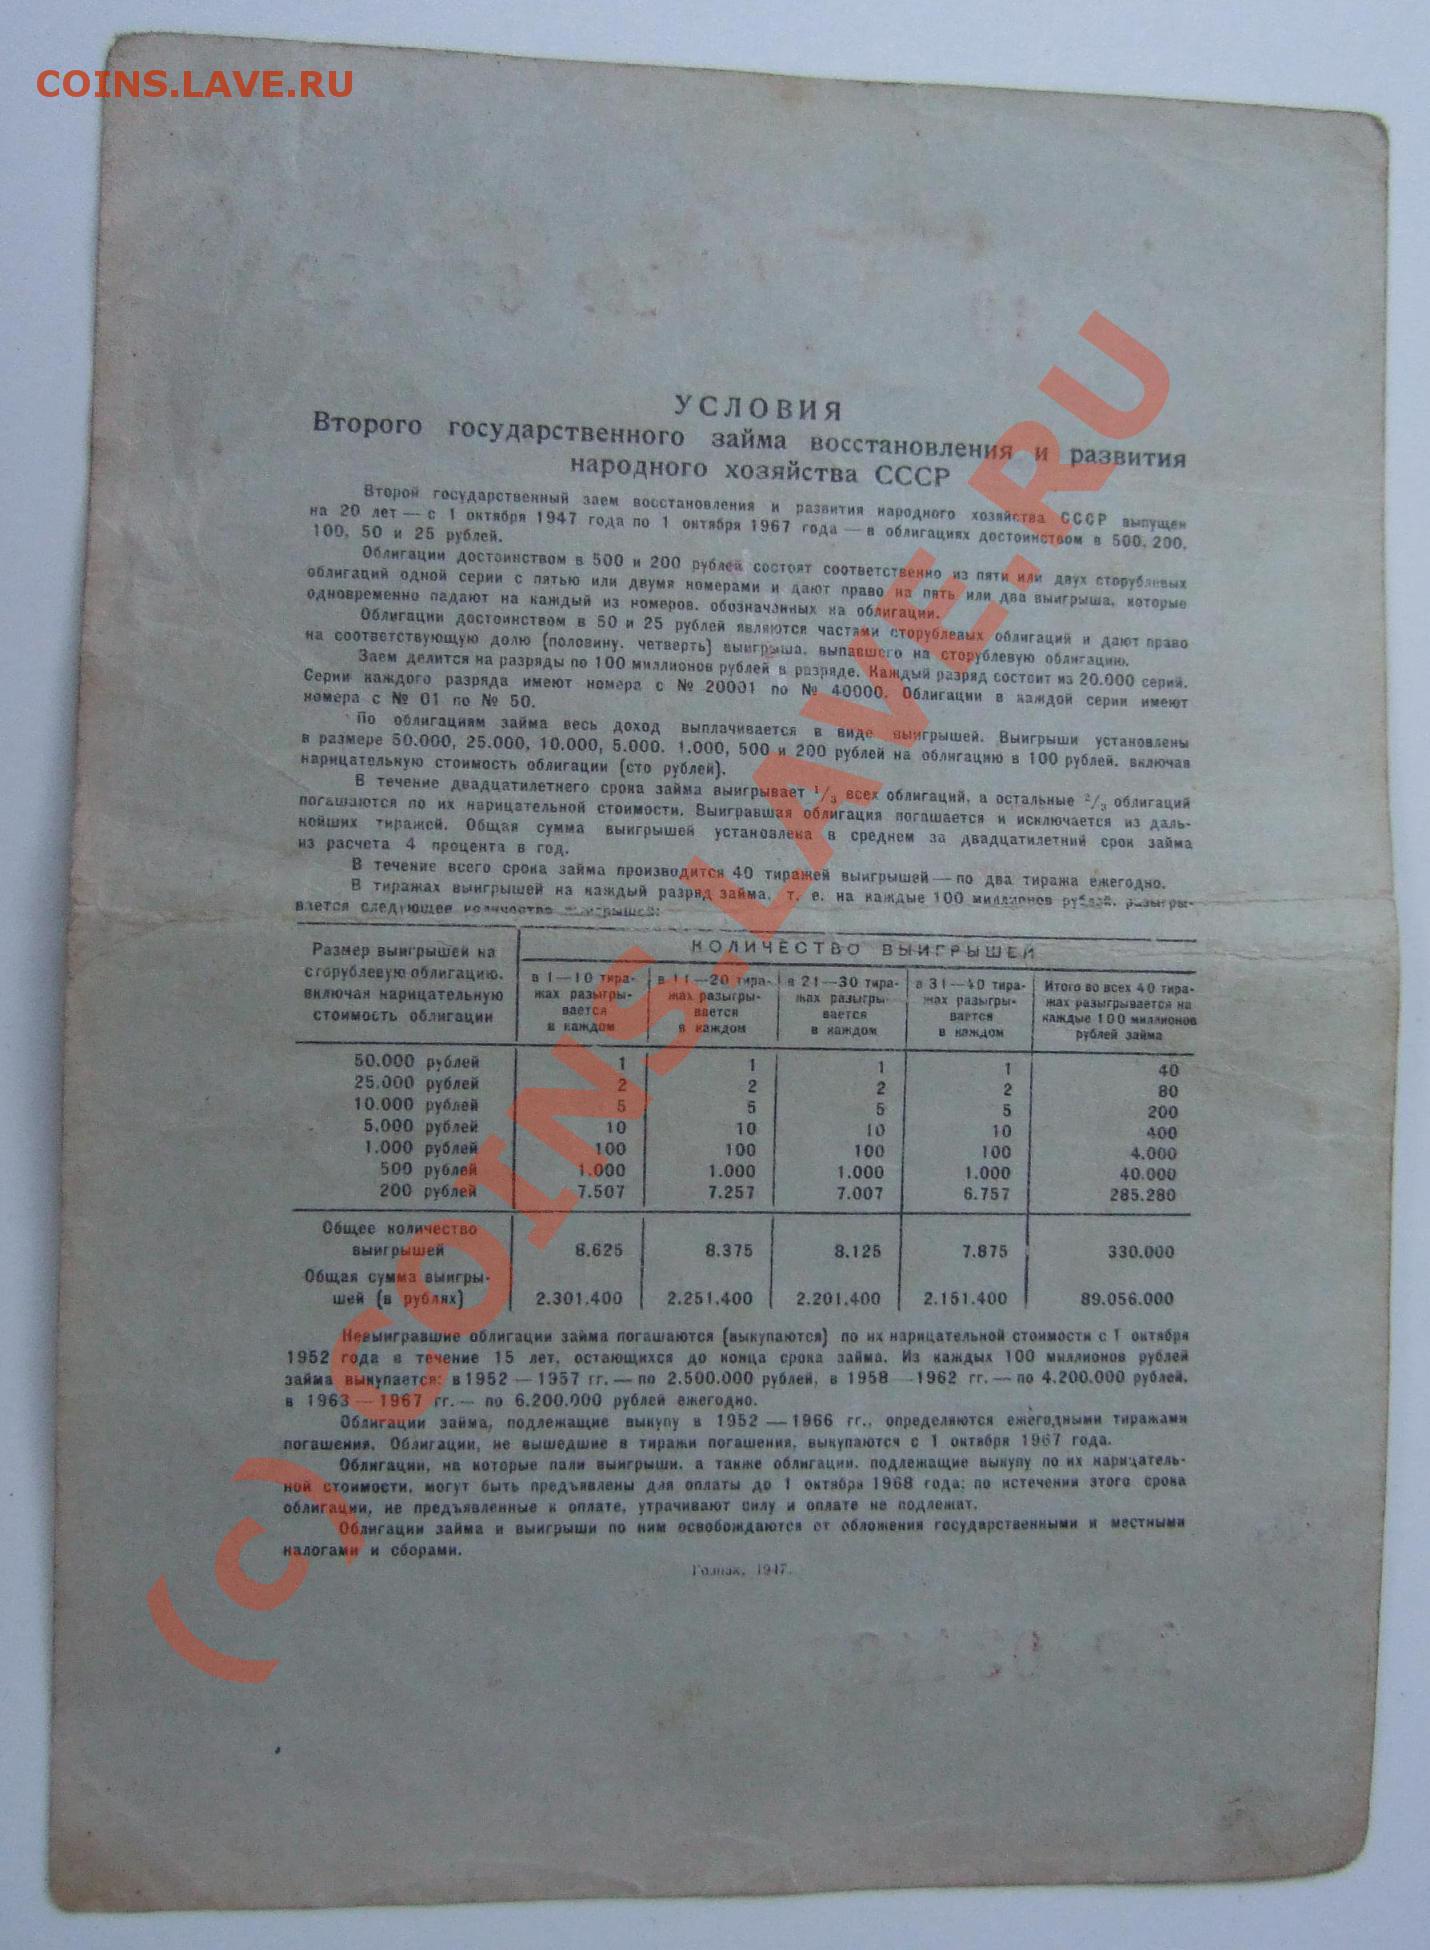 COINS.LAVE.RU
УСЛОВИЯ
Второго государственного займа восстановления и развития
народного хозяйства СССР
Второй государственный заем восстановления и развития народного хозяйства СССР выпущен
на 20 лет — с 1 октября 1947 года по 1 октября 1967 года — в облигациях достоинством в 500, 200,
100, 50 и 25 рублей.
Облигации достоинством в 500 и 200 рублей состоят соответственно из пяти или двух сторублевых
облигаций одной серии с пятью или двумя номерами и дают право на пять или два выигрыша, которые
одновременно падают на каждый из номеров, обозначенных на облигации.
Облигации достоинством в 50 и 25 рублей являются частями сторублевых облигаций и дают право
на соответствующую долю (половину, четверть) выигрыша, выпавшего на сторублевую облигацию.
Заем делится на разряды по 100 миллионов рублей в разряде. Каждый разряд состоит из 20.000 серий.
Серии каждого разряда имеют номера с № 20001 по № 40000. Облигации в каждой серии имеют
номера с № 01 по № 50.
По облигациям займа весь доход выплачивается в виде выигрышей. Выигрыши установлены
в размере 50.000, 25.000, 10.000, 5.000, 1.000, 500 и 200 рублей на облигацию в 100 рублей, включая
нарицательную стоимость облигации (сто рублей).
В течение двадцатилетнего срока займа выигрывает 1/3 всех облигаций, а остальные 2/3 облигаций
погашаются по их нарицательной стоимости. Выигравшая облигация погашается и исключается из даль-
нейших тиражей. Общая сумма выигрышей установлена в среднем за двадцатилетний срок займа
из расчета 4 процента в год.
В течение всего срока займа производится 40 тиражей выигрышей — по два тиража ежегодно.
В тиражах выигрышей на каждый разряд займа, т. е. на каждые 100 миллионов рублей, разыгры-
вается следующее количество выигрышей:
Размер выигрышей на сторублевую облигацию, включая нарицательную стоимость облигации
КОЛИЧЕСТВО ВЫИГРЫШЕЙ
в 1—10 тира- жах разыгры- вается в каждом
в 11—20 тира- жах разыгры- вается в каждом
в 21—30 тира- жах разыгры- вается в каждом
в 31—40 тира- жах разыгры- вается в каждом
Итого во всех 40 тира- жах разыгрывается на каждые 100 миллионов рублей займа
50.000 рублей 1 1 1 1 40
25.000 рублей 2 2 2 2 80
10.000 рублей 5 5 5 5 200
5.000 рублей 10 10 10 10 400
1.000 рублей 100 100 100 100 4.000
500 рублей 1.000 1.000 1.000 1.000 40.000
200 рублей 7.507 7.257 7.007 6.757 285.280
Общее количество
выигрышей 8.625 8.375 8.125 7.875 330.000
Общая сумма выигры-
шей (в рублях) 2.301.400 2.251.400 2.201.400 2.151.400 89.056.000
Невыигравшие облигации займа погашаются (выкупаются) по их нарицательной стоимости с 1 октября
1952 года в течение 15 лет, остающихся до конца срока займа. Из каждых 100 миллионов рублей
займа выкупается: в 1952 — 1957 гг. — по 2.500.000 рублей, в 1958 — 1962 гг. — по 4.200.000 рублей,
в 1963 — 1967 гг. — по 6.200.000 рублей ежегодно.
Облигации займа, подлежащие выкупу в 1952 — 1966 гг., определяются ежегодными тиражами
погашения. Облигации, не вышедшие в тиражи погашения, выкупаются с 1 октября 1967 года.
Облигации, на которые пали выигрыши, а также облигации, подлежащие выкупу по их нарицатель-
ной стоимости, могут быть предъявлены для оплаты до 1 октября 1968 года; по истечении этого срока
облигации, не предъявленные к оплате, утрачивают силу и оплате не подлежат.
Облигации займа и выигрыши по ним освобождаются от обложения государственными и местными
налогами и сборами.
Гознак. 1947.
(c) COINS.LAVE.RU